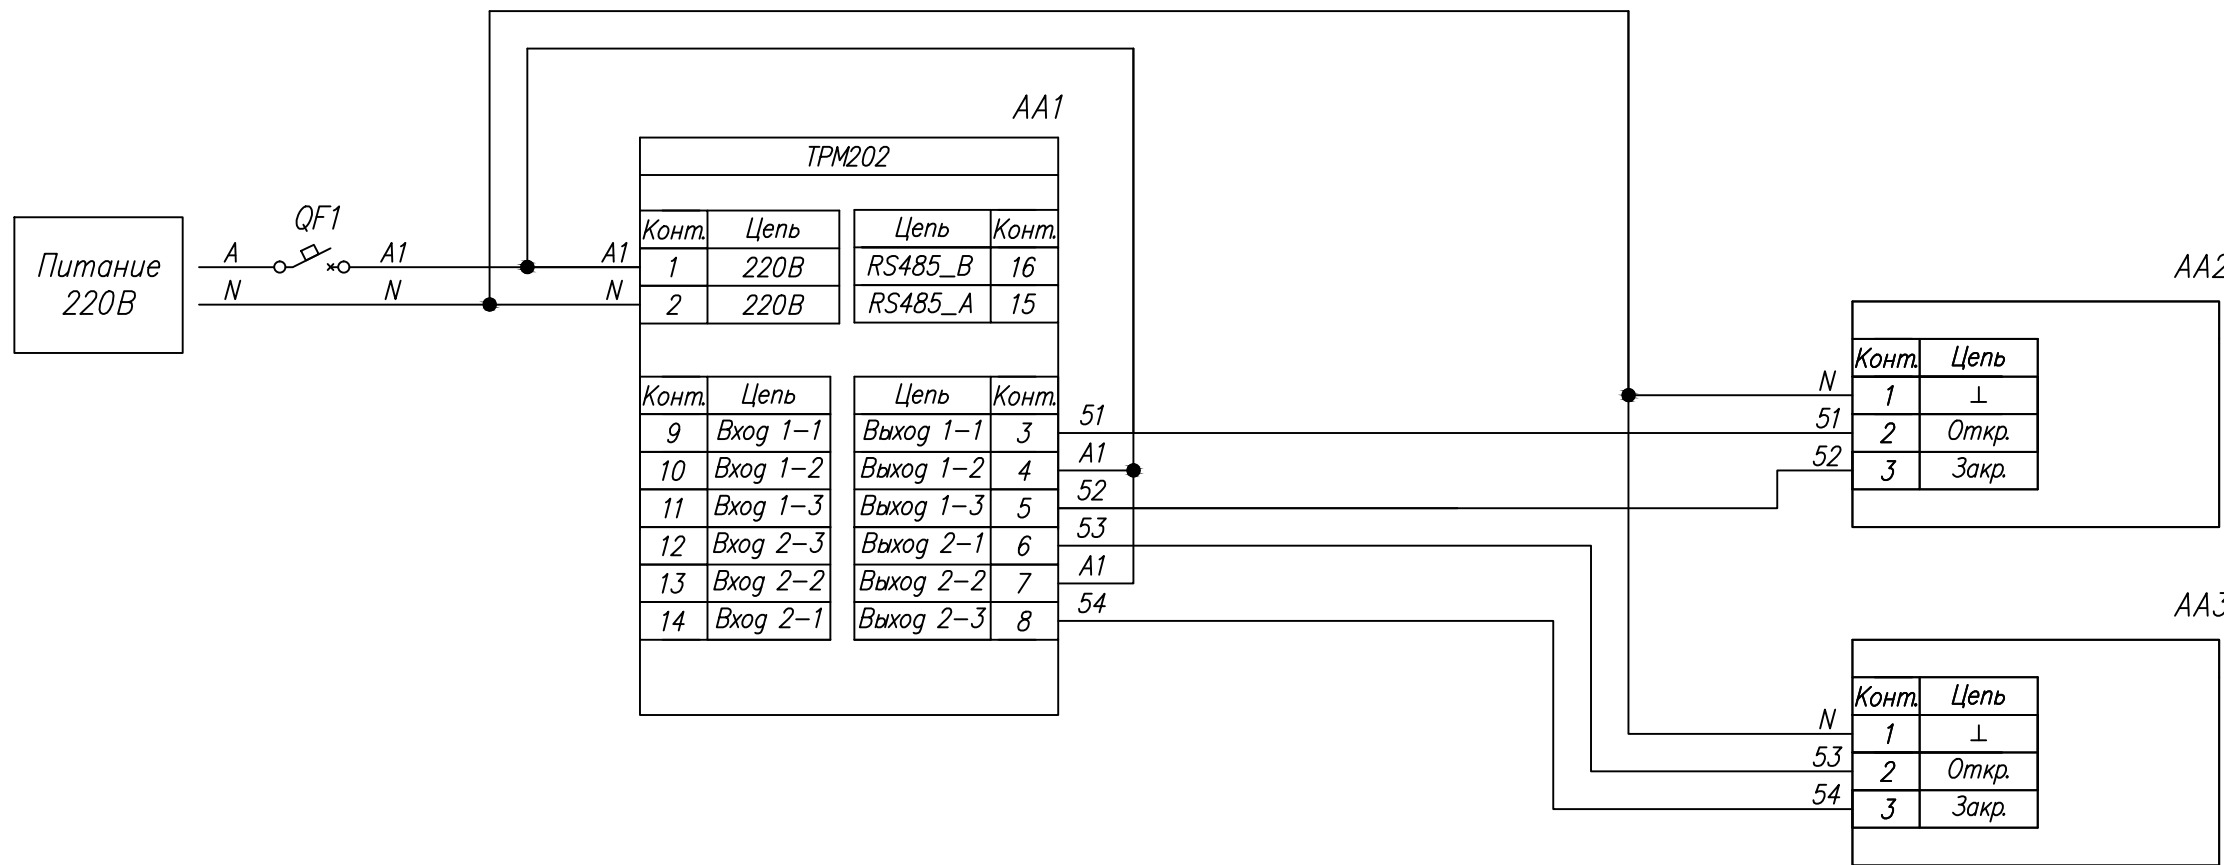 AA1
ТРМ202
QF1
Питание
220В
A
A1
A1
N
N
N
Конт. Цепь Цепь Конт.
1 220В RS485_B 16
2 220В RS485_A 15
Конт. Цепь Цепь Конт.
9 Вход 1-1 Выход 1-1 3
10 Вход 1-2 Выход 1-2 4
11 Вход 1-3 Выход 1-3 5
12 Вход 2-3 Выход 2-1 6
13 Вход 2-2 Выход 2-2 7
14 Вход 2-1 Выход 2-3 8
51
A1
52
53
A1
54
AA2
Конт. Цепь
N 1 ⊥
51 2 Откр.
52 3 Закр.
AA3
Конт. Цепь
N 1 ⊥
53 2 Откр.
54 3 Закр.